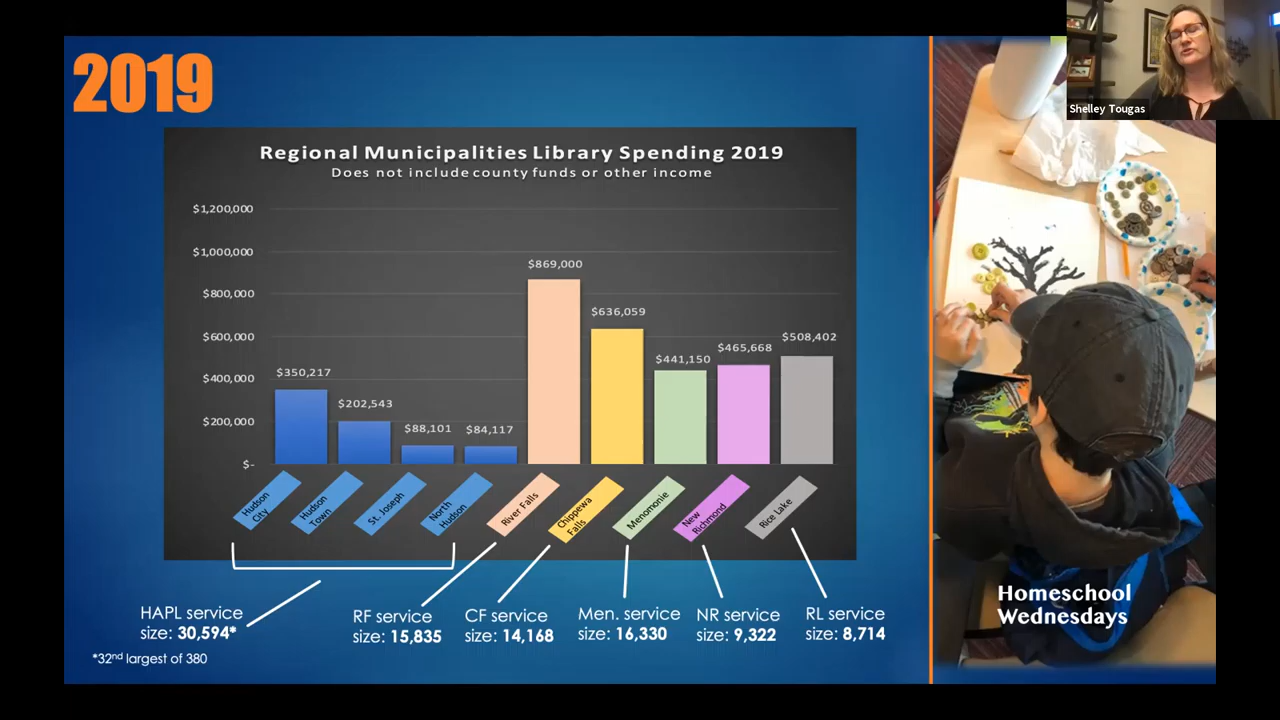 2019
Shelley Tougas
Regional Municipalities Library Spending 2019
Does not include county funds or other income
$1,200,000
$1,000,000
$800,000
$600,000
$400,000
$200,000
$-
$350,217
$202,543
$88,101
$84,117
$869,000
$636,059
$441,150
$465,668
$508,402
Hudson
City
Hudson
Town
St. Joseph
North
Hudson
River Falls
Chippewa
Falls
Menomonie
New
Richmond
Rice Lake
HAPL service
size: 30,594*
RF service
size: 15,835
CF service
size: 14,168
Men. service
size: 16,330
NR service
size: 9,322
RL service
size: 8,714
*32nd largest of 380
Homeschool
Wednesdays